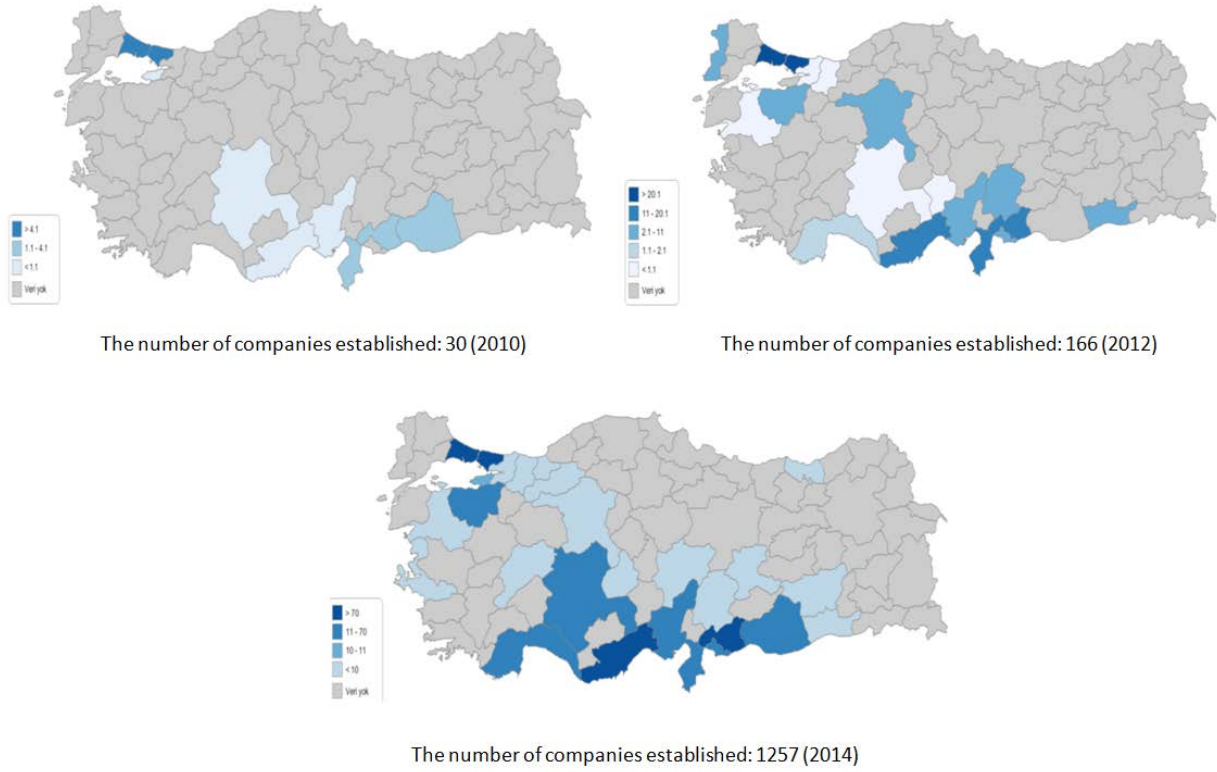 > 4.1
1.1 - 4.1
< 1.1
Veri yok
> 20.1
11 - 20.1
2.1 - 11
1.1 - 2.1
< 1.1
Veri yok
The number of companies established: 30 (2010)
The number of companies established: 166 (2012)
> 70
11 - 70
10 - 11
< 10
Veri yok
The number of companies established: 1257 (2014)